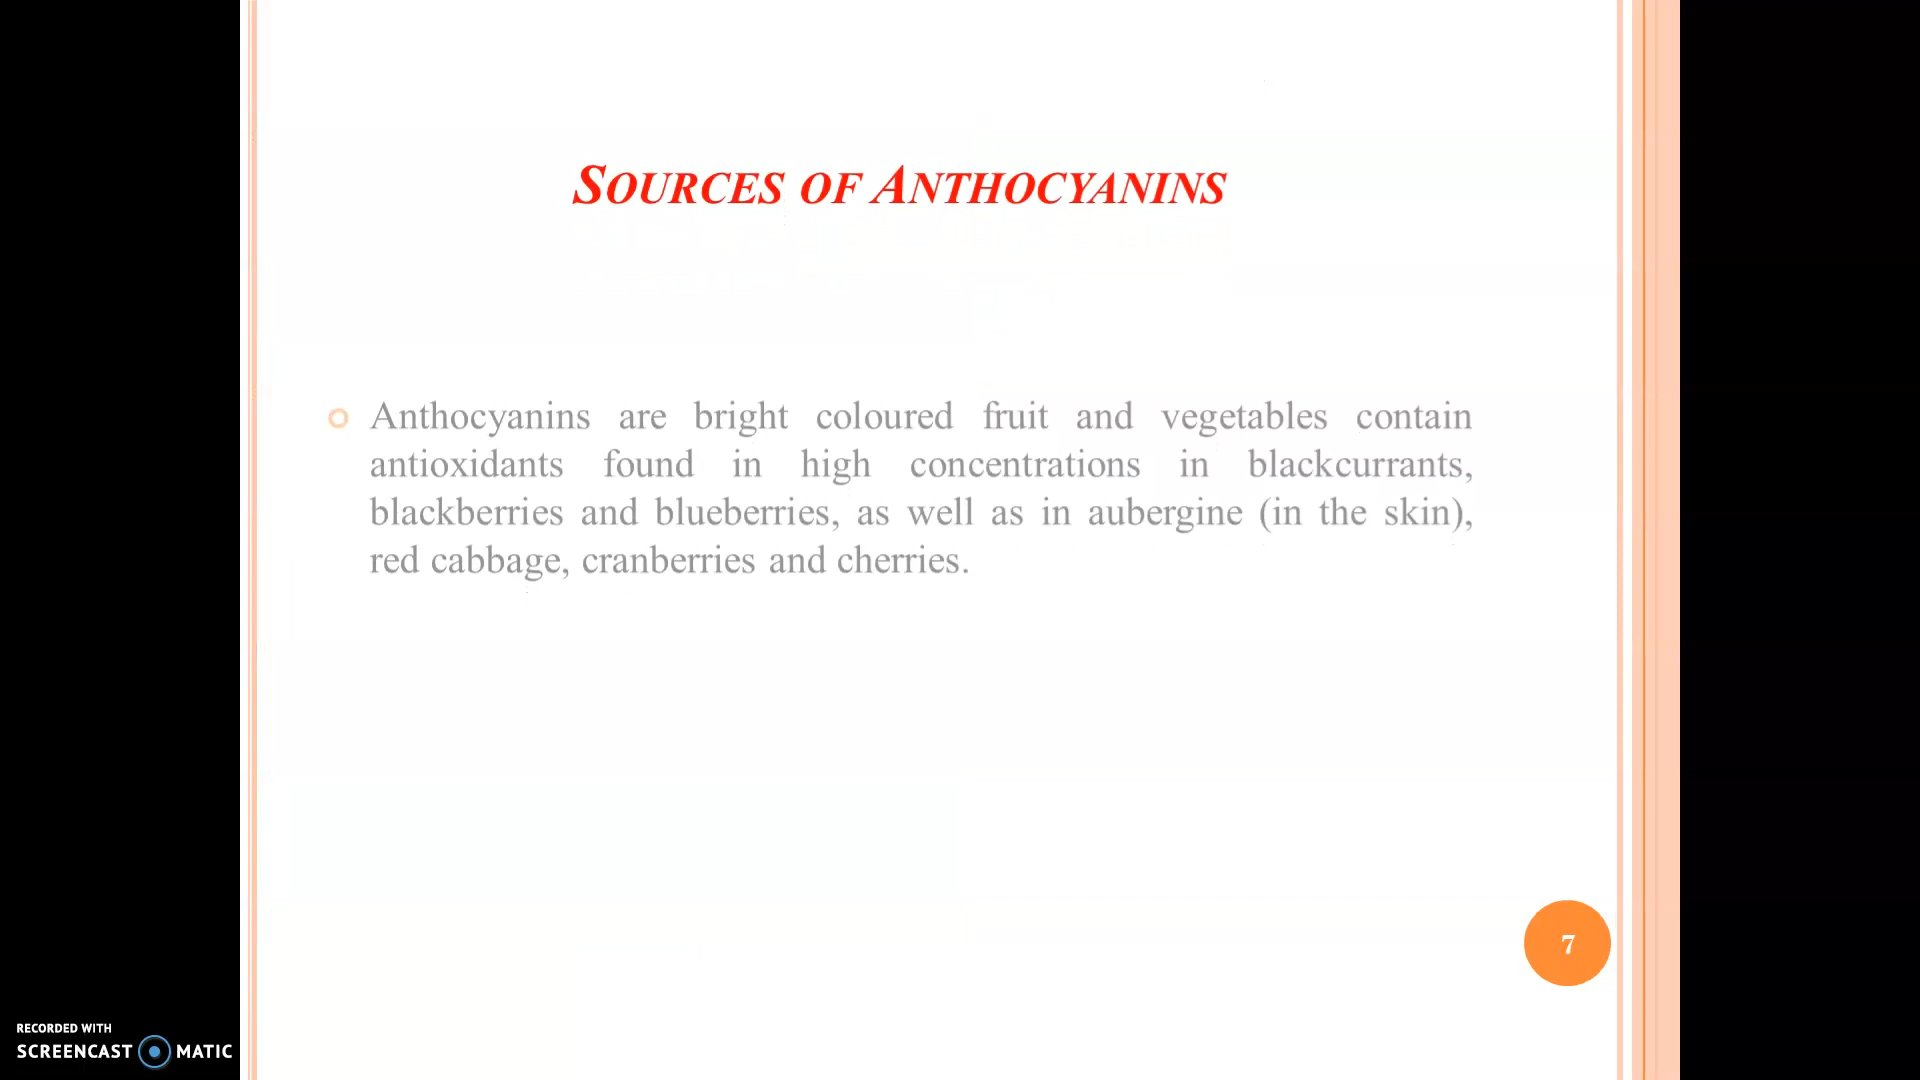 SOURCES OF ANTHOCYANINS
Anthocyanins are bright coloured fruit and vegetables contain
antioxidants found in high concentrations in blackcurrants,
blackberries and blueberries, as well as in aubergine (in the skin),
red cabbage, cranberries and cherries.
7
RECORDED WITH
SCREENCAST MATIC